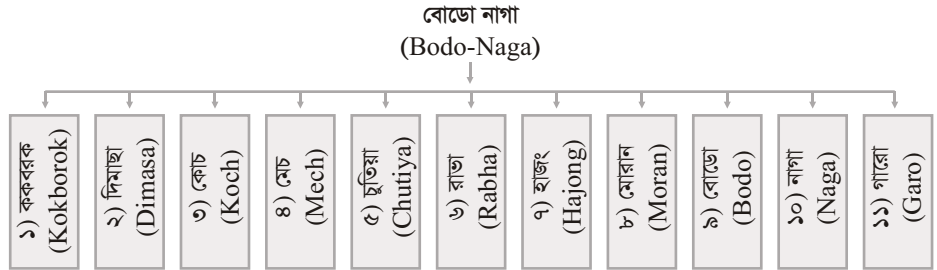 বোডো নাগা
(Bodo-Naga)
১) ককবরক
(Kokborok)
২) দিমাছা
(Dimasa)
৩) কোচ
(Koch)
৪) মেচ
(Mech)
৫) চুতিয়া
(Chutiya)
৬) রাভা
(Rabha)
৭) হাজং
(Hajong)
৮) মোরান
(Moran)
৯) বোডো
(Bodo)
১০) নাগা
(Naga)
১১) গারো
(Garo)